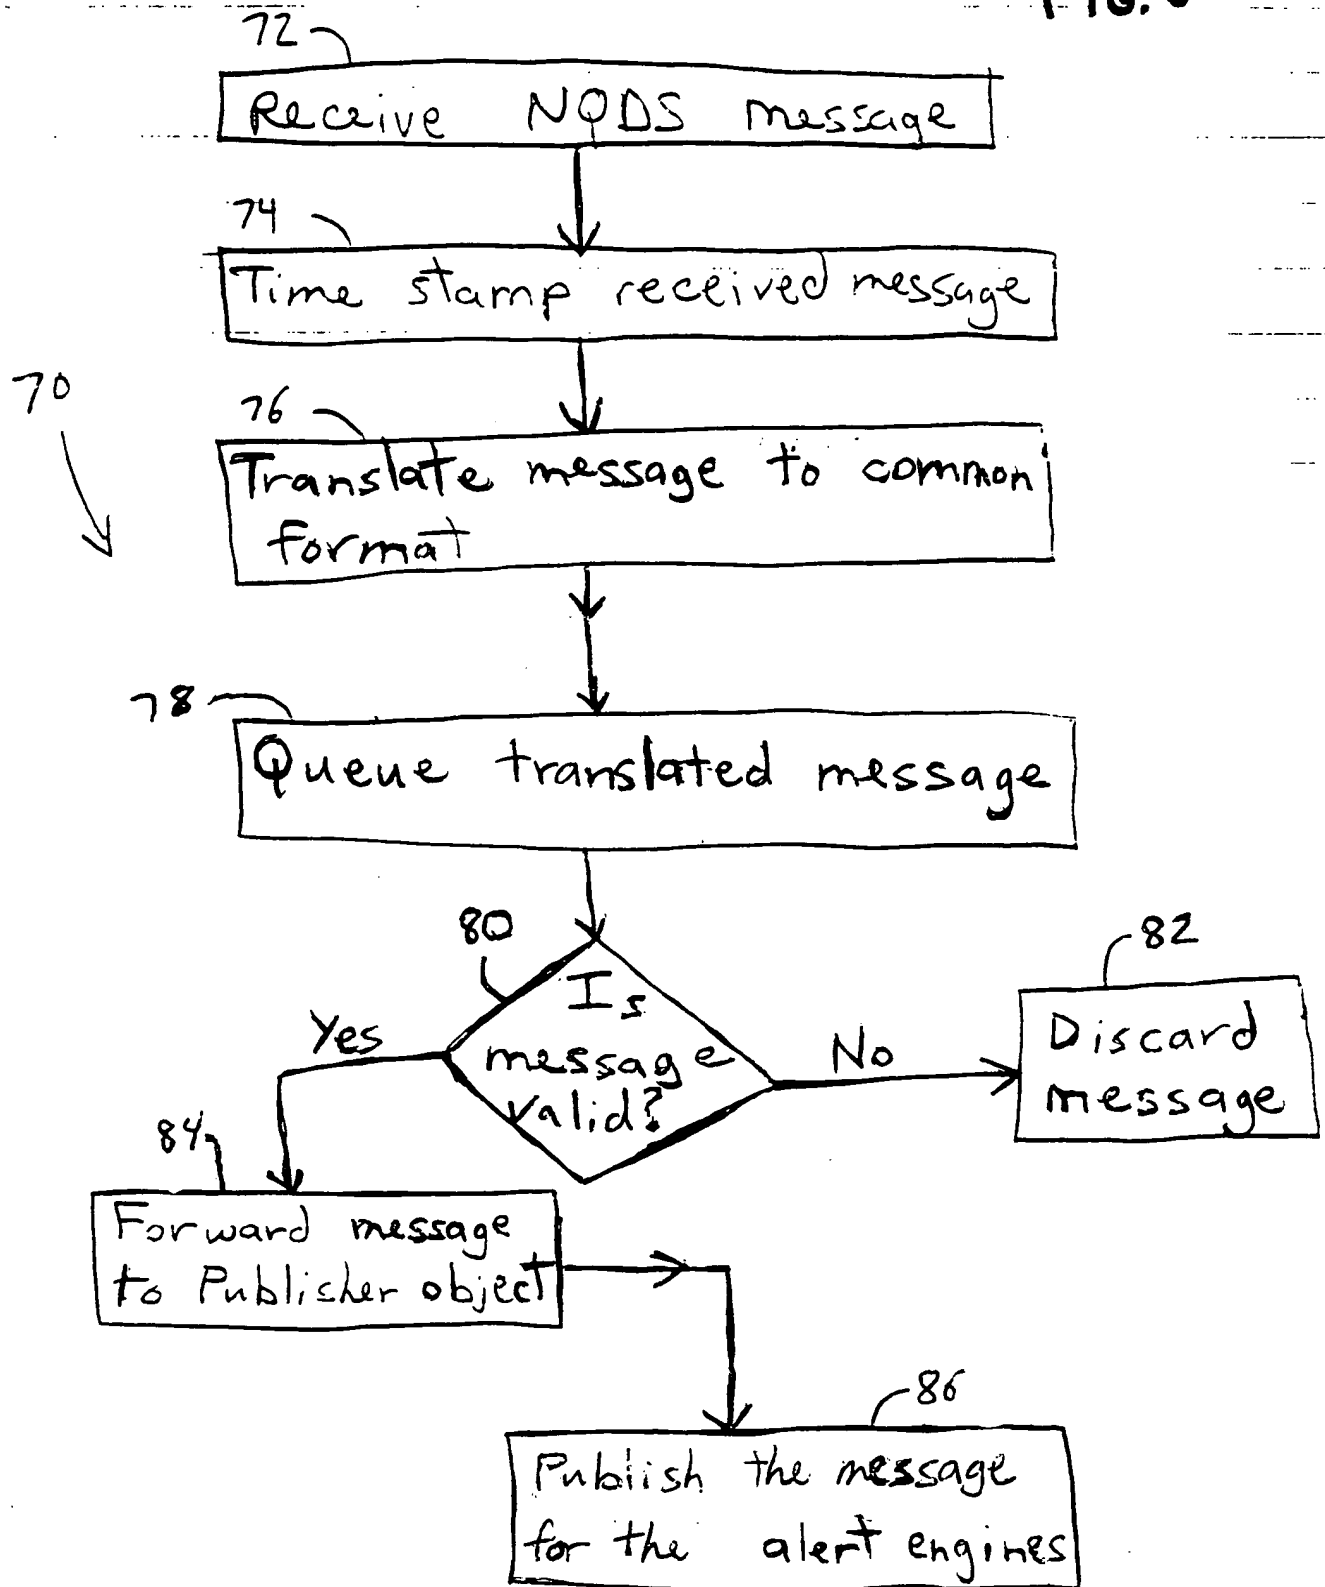 72
Receive NQDS message
74
Time stamp received message
70
76
Translate message to common
format
78
Queue translated message
80
Is
message
valid?
Yes
No
82
Discard
message
84
Forward message
to Publisher object
86
Publish the message
for the alert engines